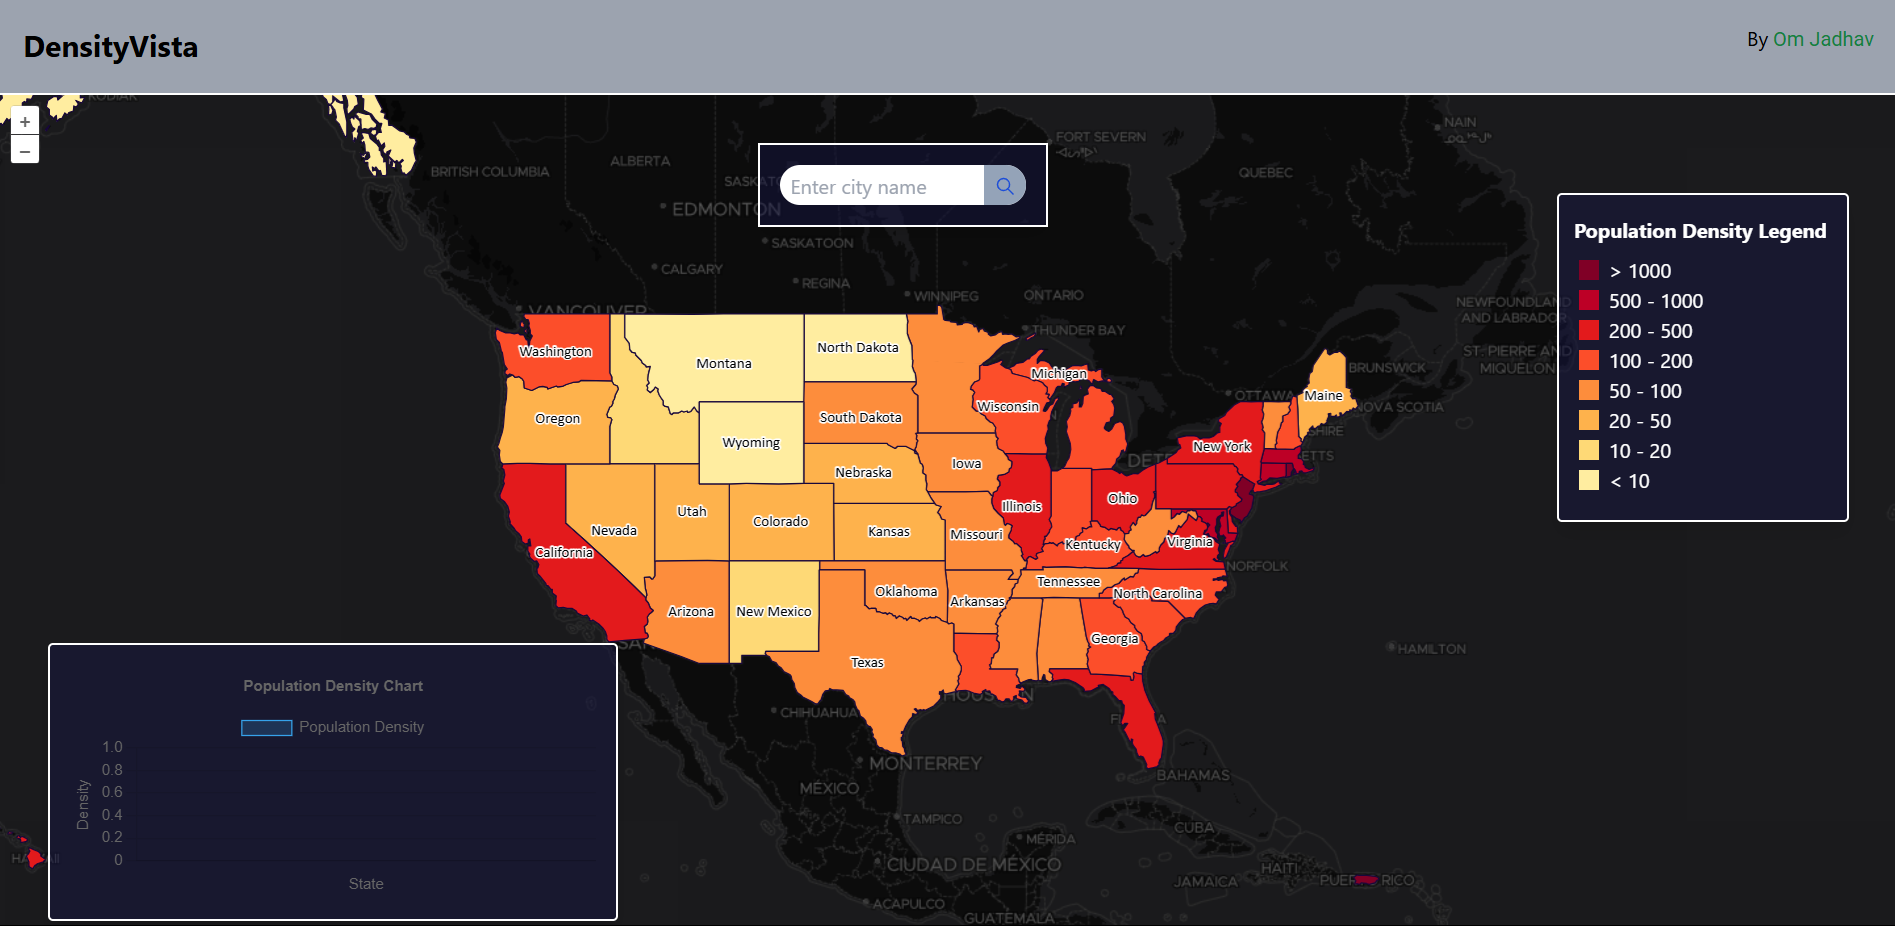 DensityVista
By Om Jadhav
+
−
KODIAK
BRITISH COLUMBIA
ALBERTA
EDMONTON
SASKATOON
CALGARY
REGINA
WINNIPEG
VANCOUVER
ONTARIO
THUNDER BAY
FORT SEVERN
NAIN
QUEBEC
Enter city name
Population Density Legend
> 1000
500 - 1000
200 - 500
100 - 200
50 - 100
20 - 50
10 - 20
< 10
NEWFOUNDLAND
AND LABRADOR
ST. PIERRE AND
MIQUELON
BRUNSWICK
NOVA SCOTIA
OTTAWA
Washington
Montana
North Dakota
Michigan
Oregon
Wyoming
South Dakota
Wisconsin
Maine
New York
Nebraska
Iowa
Illinois
Ohio
Nevada
Utah
Colorado
Kansas
Missouri
Kentucky
Virginia
California
NORFOLK
Arizona
New Mexico
Oklahoma
Arkansas
Tennessee
North Carolina
Georgia
Texas
HOUSTON
HAMILTON
CHIHUAHUA
MONTERREY
MÉXICO
TAMPICO
MÉRIDA
CIUDAD DE MÉXICO
ACAPULCO
GUATEMALA
BAHAMAS
CUBA
HAITI
JAMAICA
PUERTO RICO
Population Density Chart
Population Density
1.0
0.8
0.6
0.4
0.2
0
Density
State